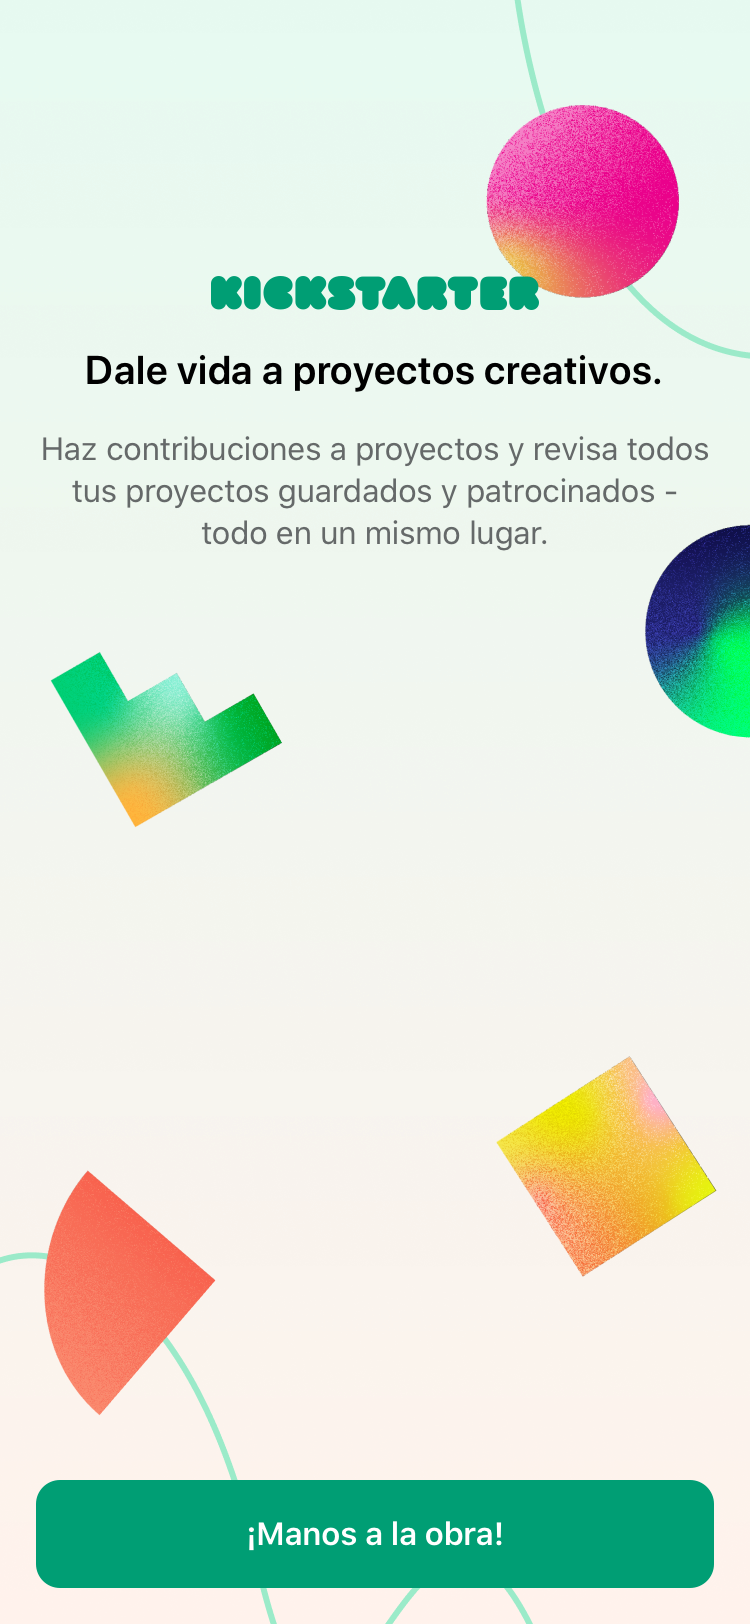 KICKSTARTER
Dale vida a proyectos creativos.
Haz contribuciones a proyectos y revisa todos
tus proyectos guardados y patrocinados -
todo en un mismo lugar.
¡Manos a la obra!